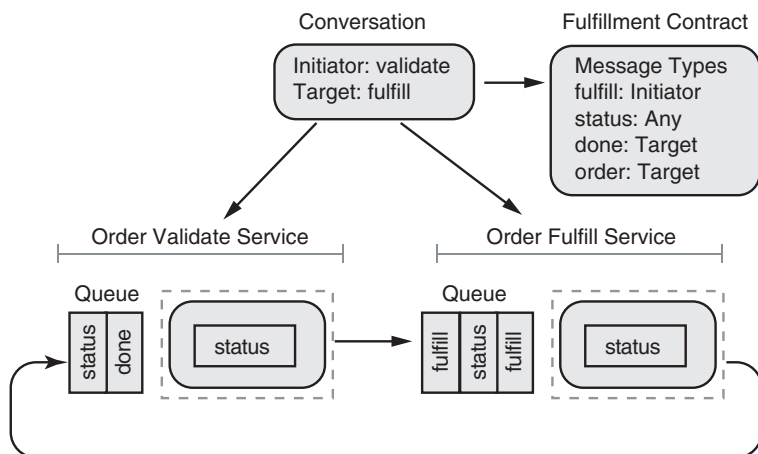 Conversation
Fulfillment Contract
Initiator: validate
Target: fulfill
Message Types
fulfill: Initiator
status: Any
done: Target
order: Target
Order Validate Service
Order Fulfill Service
Queue
status
done
status
Queue
fulfill
status
fulfill
status